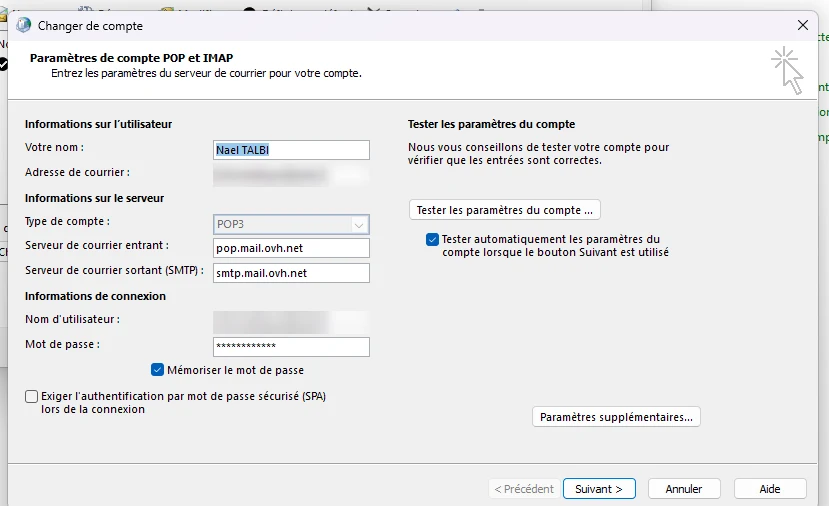 Changer de compte
Paramètres de compte POP et IMAP
Entrez les paramètres du serveur de courrier pour votre compte.
Informations sur l'utilisateur
Votre nom :
Nael TALBI
Adresse de courrier :
Informations sur le serveur
Type de compte :
POP3
Serveur de courrier entrant :
pop.mail.ovh.net
Serveur de courrier sortant (SMTP) :
smtp.mail.ovh.net
Informations de connexion
Nom d'utilisateur :
Mot de passe :
************
Mémoriser le mot de passe
Exiger l'authentification par mot de passe sécurisé (SPA)
lors de la connexion
Tester les paramètres du compte
Nous vous conseillons de tester votre compte pour
vérifier que les entrées sont correctes.
Tester les paramètres du compte ...
Tester automatiquement les paramètres du
compte lorsque le bouton Suivant est utilisé
Paramètres supplémentaires...
< Précédent
Suivant >
Annuler
Aide